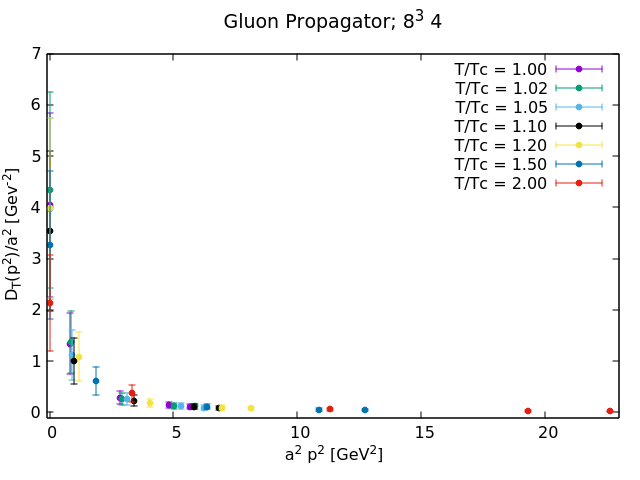 Gluon Propagator; 8³ 4
T/Tc = 1.00
T/Tc = 1.02
T/Tc = 1.05
T/Tc = 1.10
T/Tc = 1.20
T/Tc = 1.50
T/Tc = 2.00
7
6
5
4
3
2
1
0
D_T(p²)/a² [Gev⁻²]
0 5 10 15 20
a² p² [GeV²]